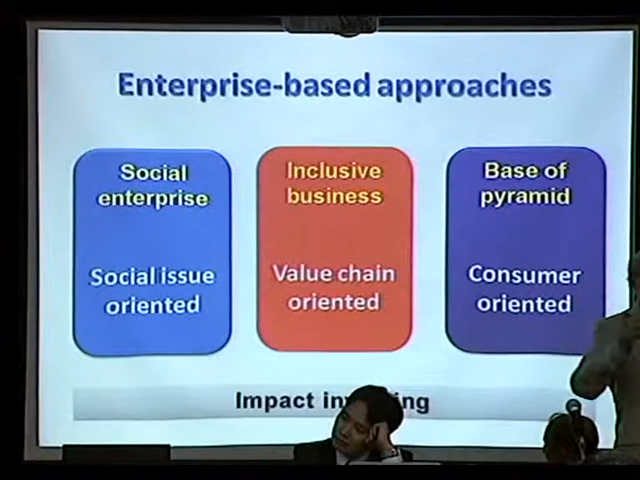 Enterprise-based approaches
Social
enterprise
Social issue
oriented
Inclusive
business
Value chain
oriented
Base of
pyramid
Consumer
oriented
Impact